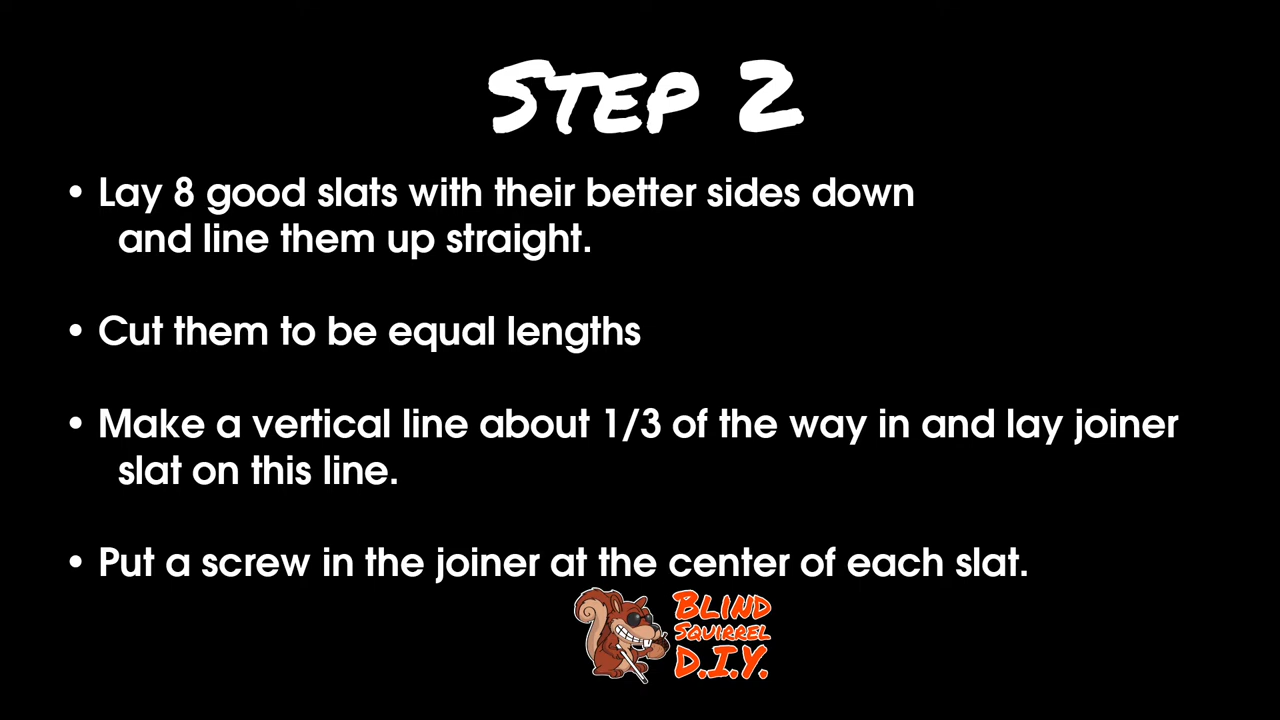 Step 2
• Lay 8 good slats with their better sides down
and line them up straight.
• Cut them to be equal lengths
• Make a vertical line about 1/3 of the way in and lay joiner
slat on this line.
• Put a screw in the joiner at the center of each slat.
Blind
Squirrel
D.I.Y.